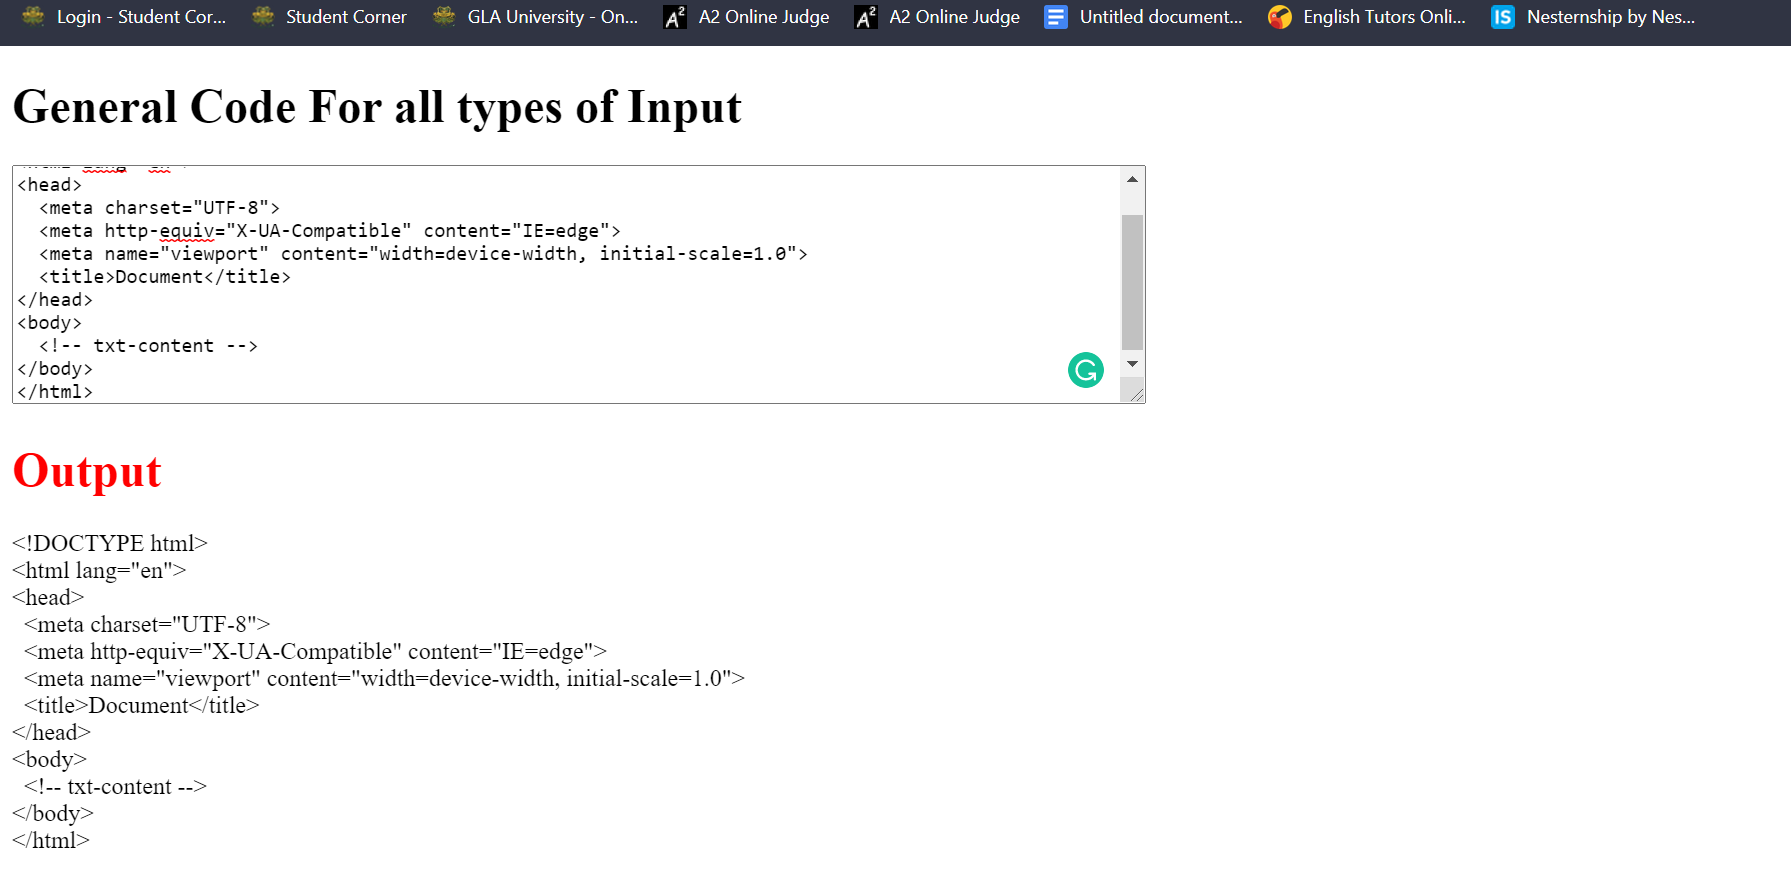 Login - Student Cor... Student Corner GLA University - On... A2 Online Judge A2 Online Judge Untitled document... English Tutors Onli... IS Nesternship by Nes...
General Code For all types of Input
<head>
  <meta charset="UTF-8">
  <meta http-equiv="X-UA-Compatible" content="IE=edge">
  <meta name="viewport" content="width=device-width, initial-scale=1.0">
  <title>Document</title>
</head>
<body>
  <!-- txt-content -->
</body>
</html>
Output
<!DOCTYPE html>
<html lang="en">
<head>
  <meta charset="UTF-8">
  <meta http-equiv="X-UA-Compatible" content="IE=edge">
  <meta name="viewport" content="width=device-width, initial-scale=1.0">
  <title>Document</title>
</head>
<body>
  <!-- txt-content -->
</body>
</html>